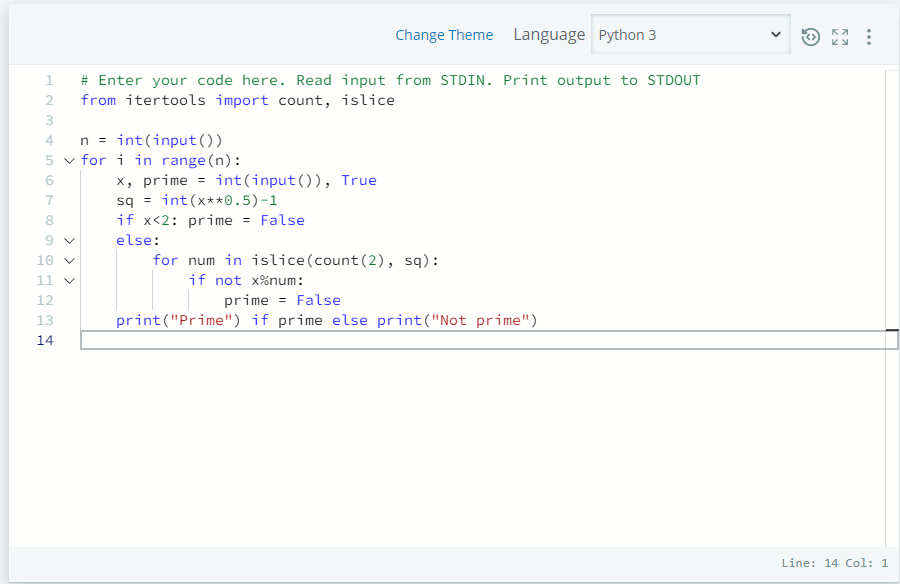 Change Theme Language Python 3
1 # Enter your code here. Read input from STDIN. Print output to STDOUT
2 from itertools import count, islice
3
4 n = int(input())
5 for i in range(n):
6     x, prime = int(input()), True
7     sq = int(x**0.5)-1
8     if x<2: prime = False
9     else:
10         for num in islice(count(2), sq):
11             if not x%num:
12                 prime = False
13     print("Prime") if prime else print("Not prime")
14
Line: 14 Col: 1